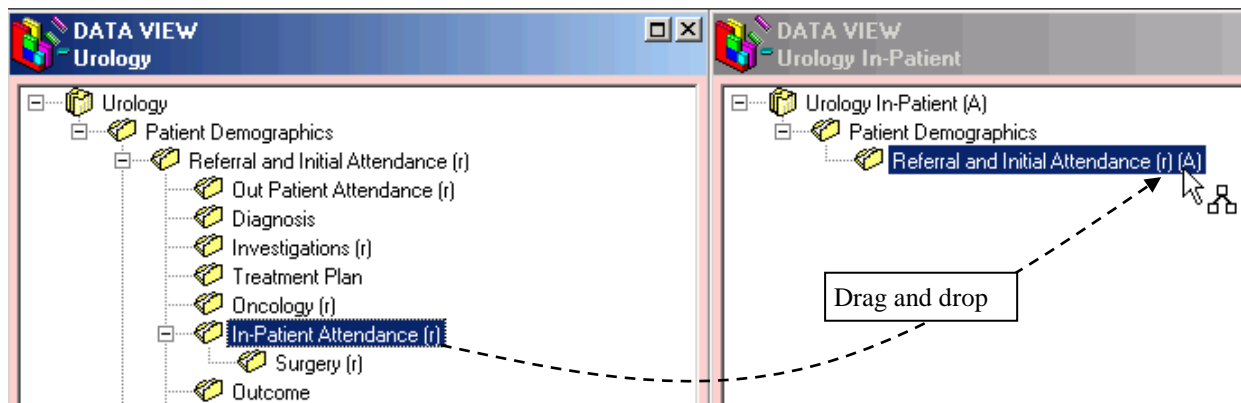 DATA VIEW
Urology
Urology
Patient Demographics
Referral and Initial Attendance (r)
Out Patient Attendance (r)
Diagnosis
Investigations (r)
Treatment Plan
Oncology (r)
In-Patient Attendance (r)
Surgery (r)
Outcome
DATA VIEW
Urology In-Patient
Urology In-Patient (A)
Patient Demographics
Referral and Initial Attendance (r) (A)
Drag and drop